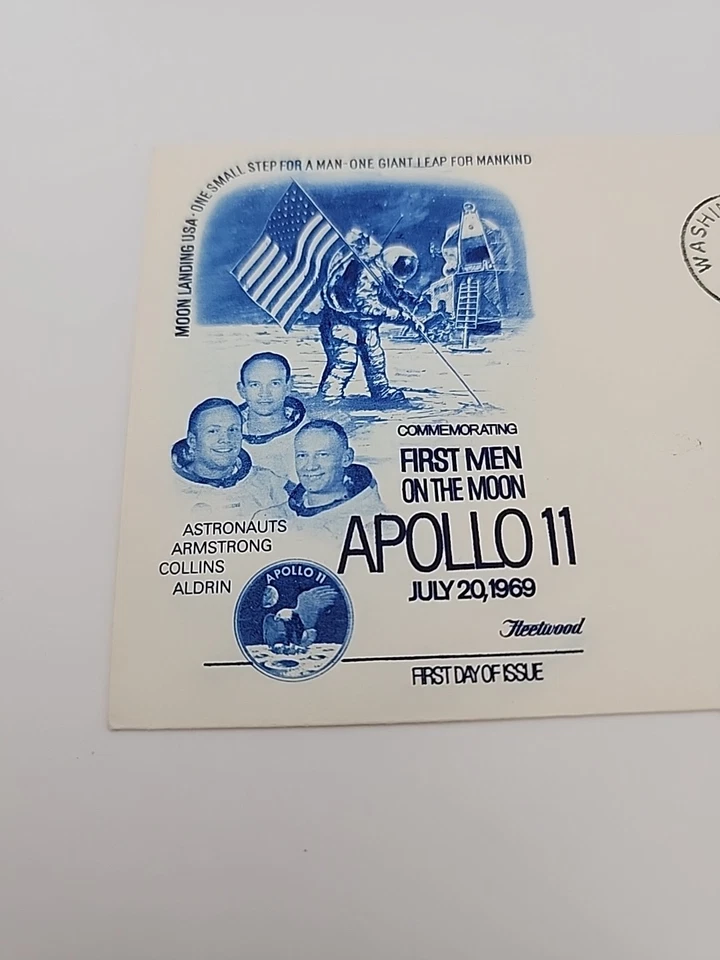 MOON LANDING USA - ONE SMALL STEP FOR A MAN - ONE GIANT LEAP FOR MANKIND
COMMEMORATING
FIRST MEN
ON THE MOON
APOLLO 11
JULY 20, 1969
ASTRONAUTS
ARMSTRONG
COLLINS
ALDRIN
APOLLO 11
Fleetwood
FIRST DAY OF ISSUE